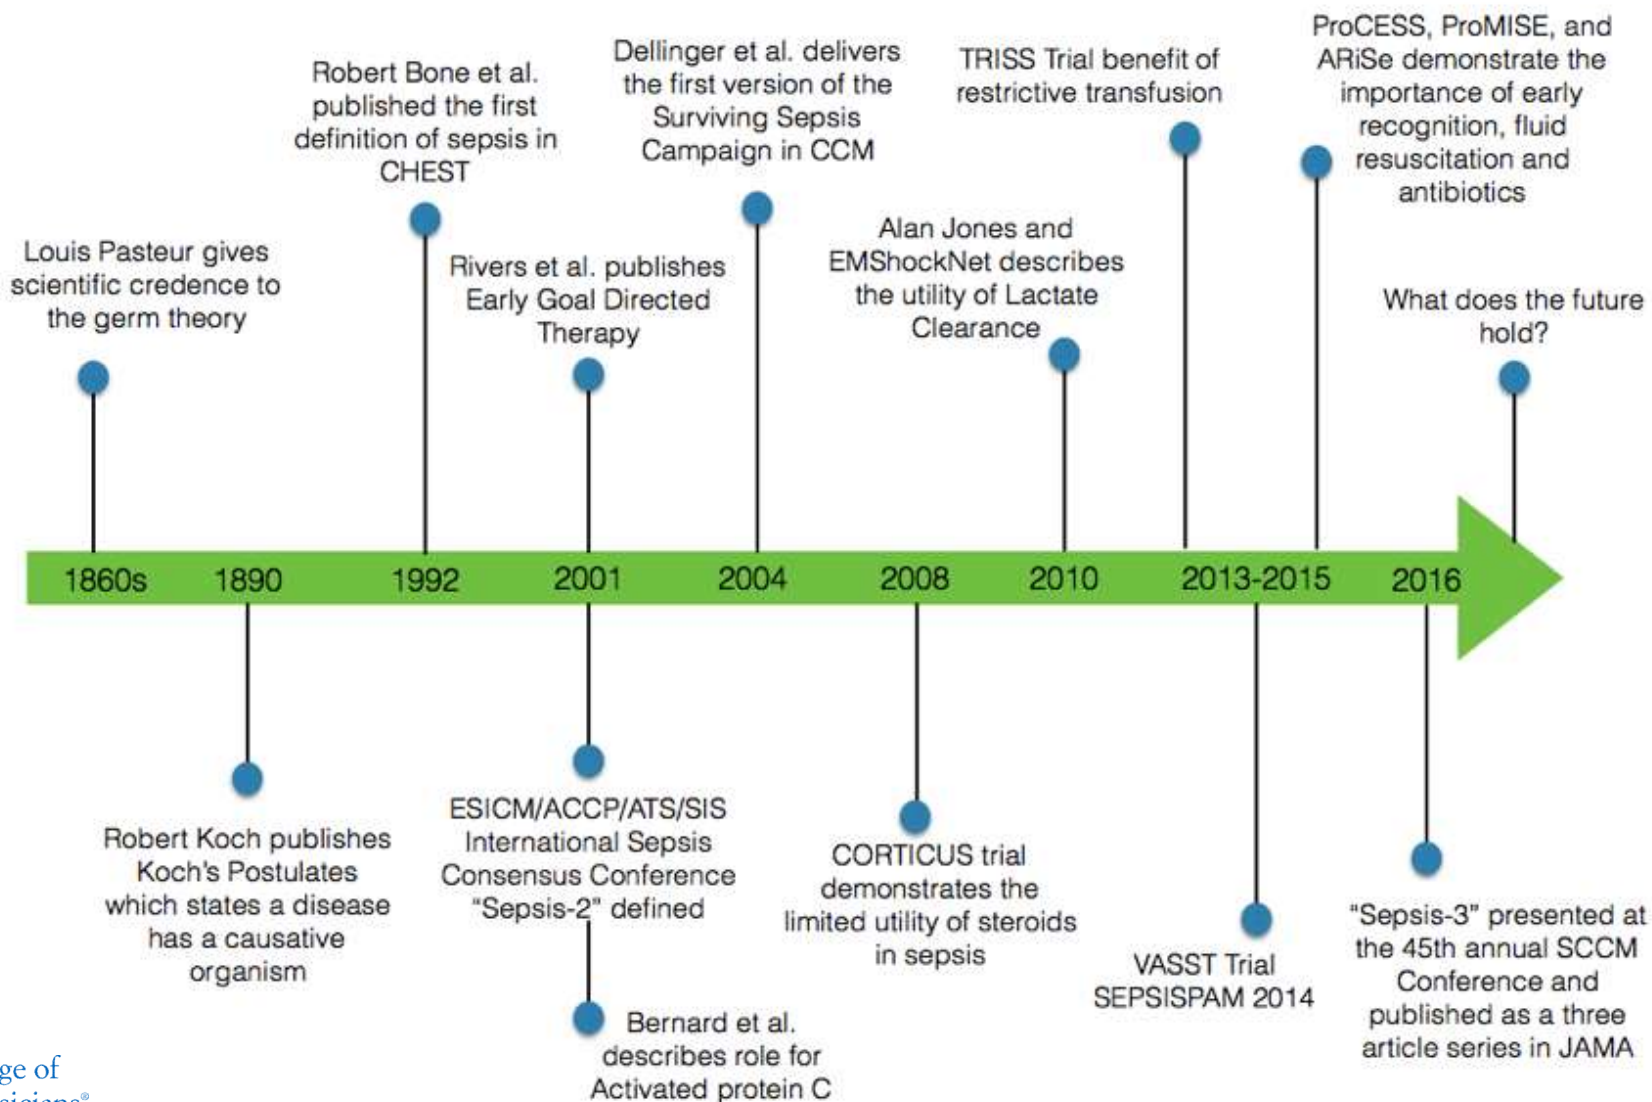 Louis Pasteur gives
scientific credence to
the germ theory
Robert Bone et al.
published the first
definition of sepsis in
CHEST
Rivers et al. publishes
Early Goal Directed
Therapy
Dellinger et al. delivers
the first version of the
Surviving Sepsis
Campaign in CCM
Alan Jones and
EMShockNet describes
the utility of Lactate
Clearance
TRISS Trial benefit of
restrictive transfusion
ProCESS, ProMISE, and
ARiSe demonstrate the
importance of early
recognition, fluid
resuscitation and
antibiotics
What does the future
hold?
1860s 1890 1992 2001 2004 2008 2010 2013-2015 2016
Robert Koch publishes
Koch's Postulates
which states a disease
has a causative
organism
ESICM/ACCP/ATS/SIS
International Sepsis
Consensus Conference
"Sepsis-2" defined
Bernard et al.
describes role for
Activated protein C
CORTICUS trial
demonstrates the
limited utility of steroids
in sepsis
VASST Trial
SEPSISPAM 2014
"Sepsis-3" presented at
the 45th annual SCCM
Conference and
published as a three
article series in JAMA
ge of